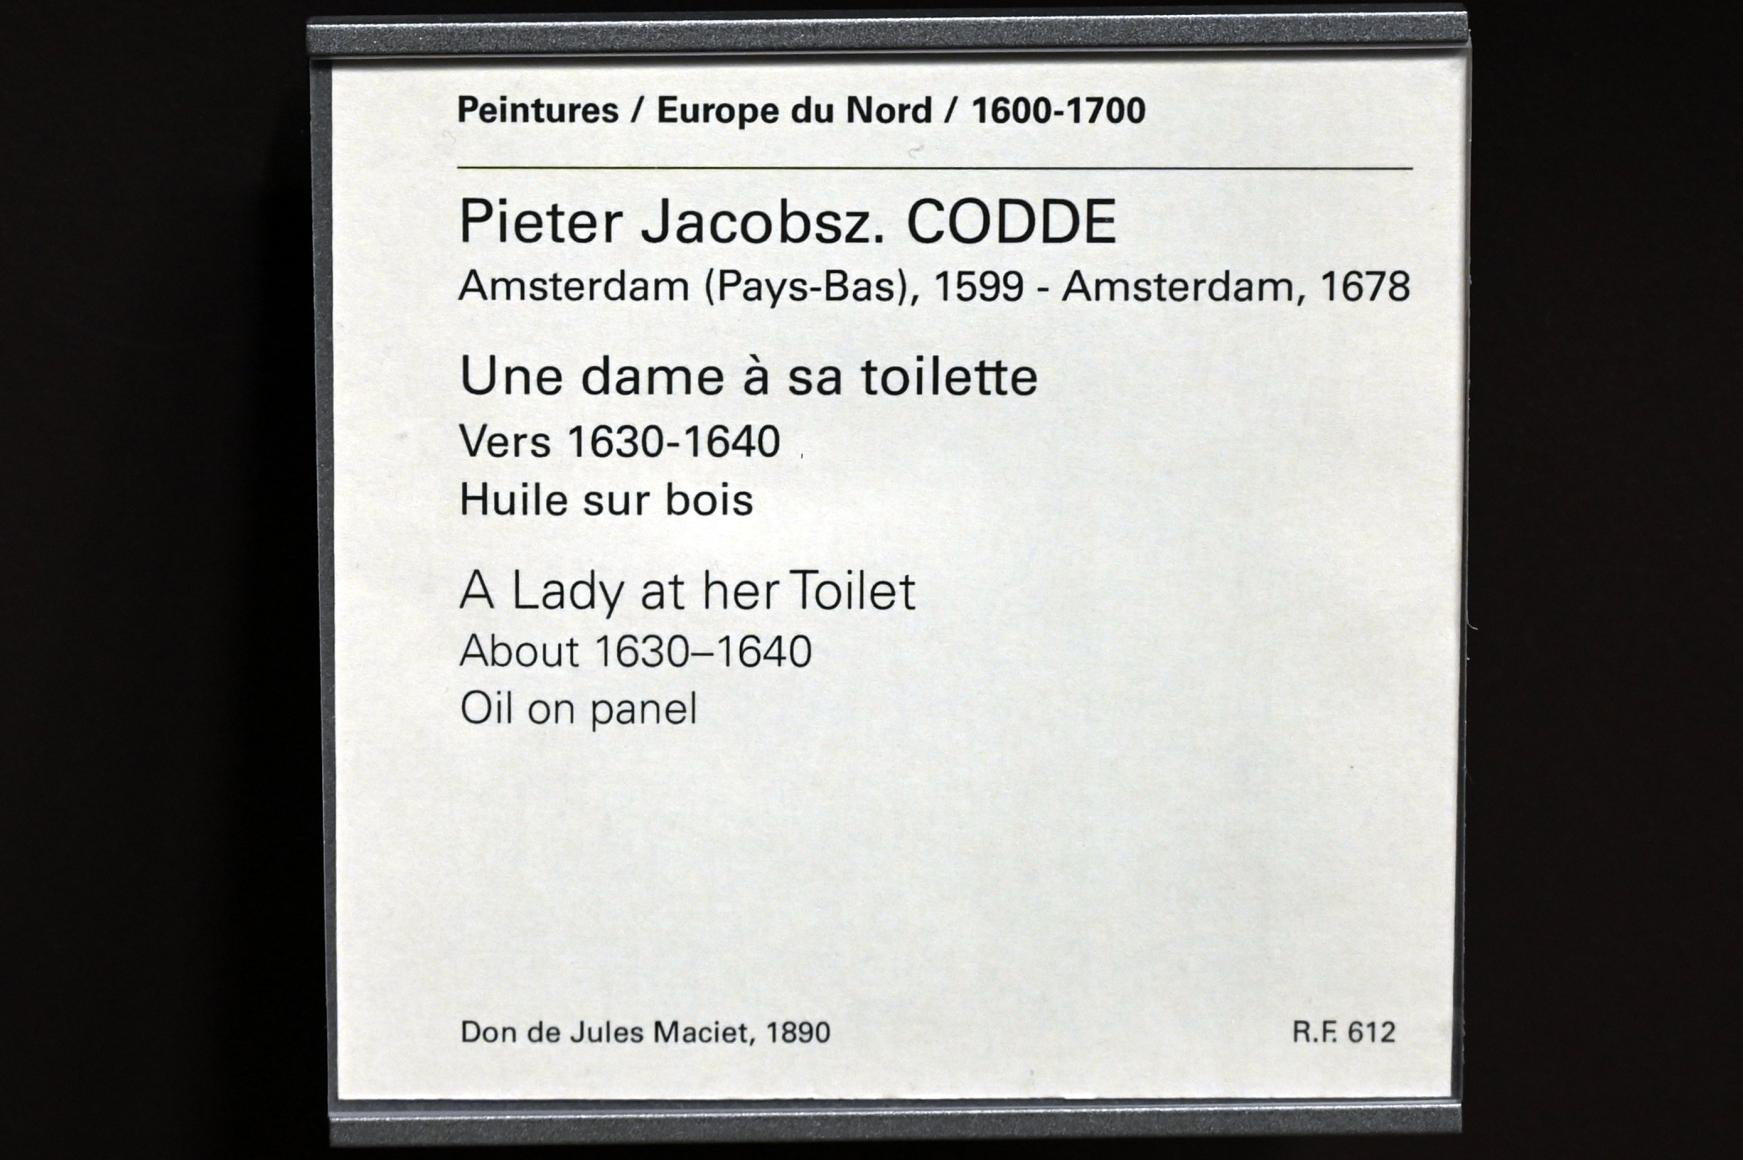 Peintures / Europe du Nord / 1600-1700
Pieter Jacobsz. CODDE
Amsterdam (Pays-Bas), 1599 - Amsterdam, 1678
Une dame à sa toilette
Vers 1630-1640
Huile sur bois
A Lady at her Toilet
About 1630–1640
Oil on panel
Don de Jules Maciet, 1890
R.F. 612